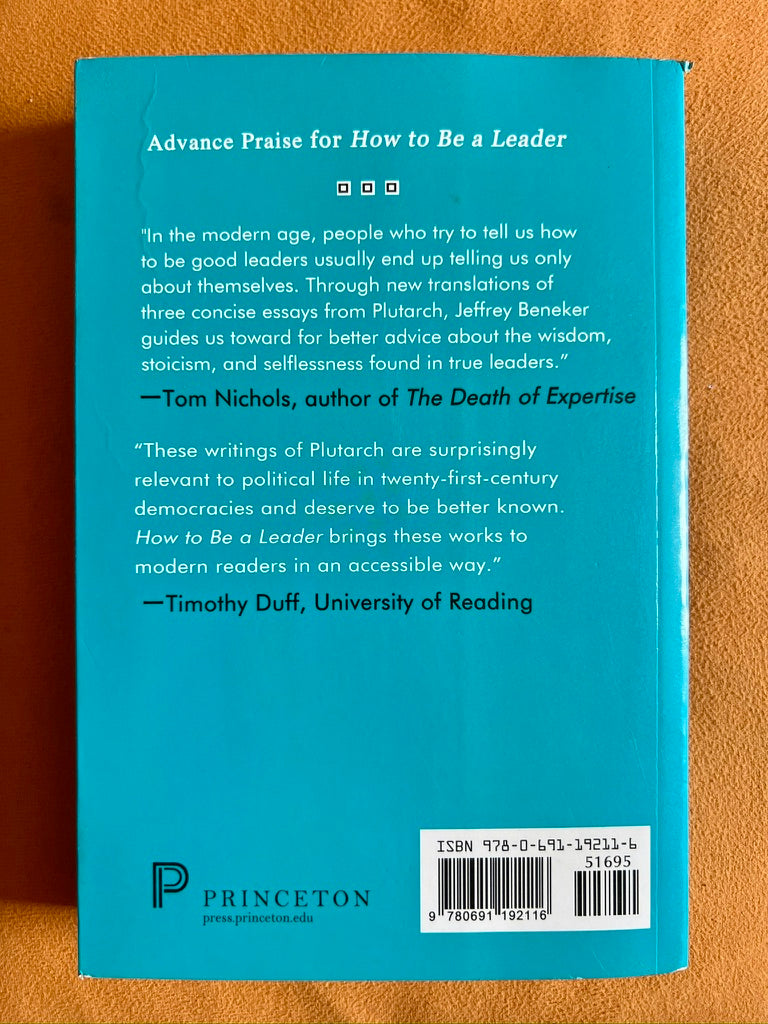 Advance Praise for How to Be a Leader
"In the modern age, people who try to tell us how
to be good leaders usually end up telling us only
about themselves. Through new translations of
three concise essays from Plutarch, Jeffrey Beneker
guides us toward for better advice about the wisdom,
stoicism, and selflessness found in true leaders.”
—Tom Nichols, author of The Death of Expertise
“These writings of Plutarch are surprisingly
relevant to political life in twenty-first-century
democracies and deserve to be better known.
How to Be a Leader brings these works to
modern readers in an accessible way.”
—Timothy Duff, University of Reading
P PRINCETON
press.princeton.edu
ISBN 978-0-691-19211-6
51695
9 780691 192116